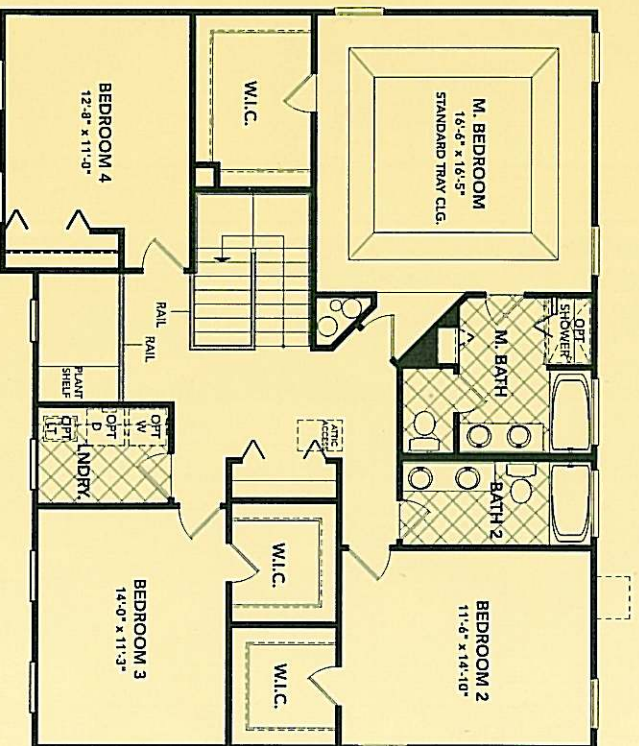 BEDROOM 4
12'-8" x 11'-0"
W.I.C.
M. BEDROOM
16'-6" x 16'-5"
STANDARD TRAY CLG.
RAIL
RAIL
PLANT
SHELF
M. BATH
OPT
SHOWER
ATTIC
ACCESS
OPT
W
OPT
D
OPT
LT
LNDRY.
BATH 2
W.I.C.
W.I.C.
BEDROOM 3
14'-0" x 11'-3"
BEDROOM 2
11'-6" x 14'-10"